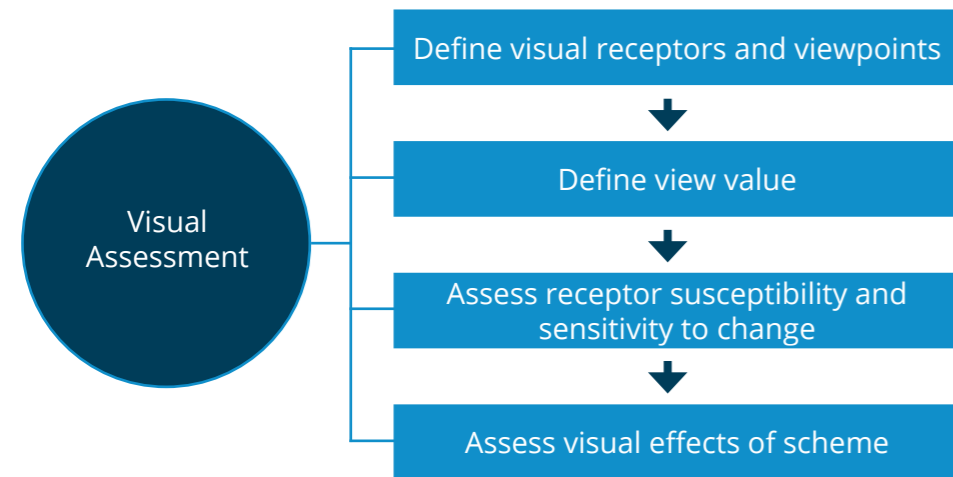 Define visual receptors and viewpoints
Define view value
Visual
Assessment
Assess receptor susceptibility and
sensitivity to change
Assess visual effects of scheme